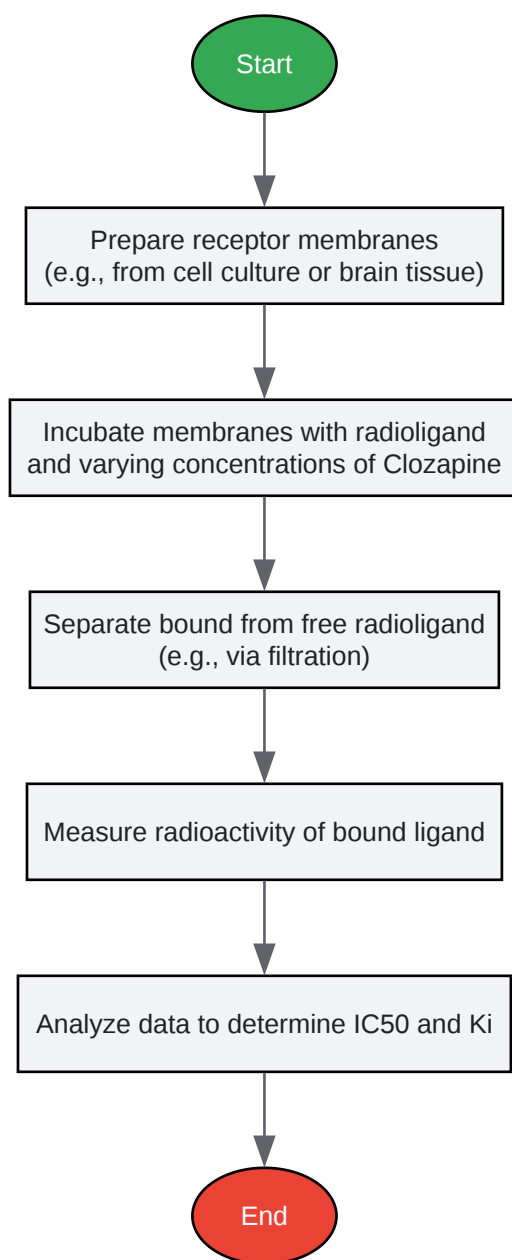 Start
Prepare receptor membranes
(e.g., from cell culture or brain tissue)
Incubate membranes with radioligand
and varying concentrations of Clozapine
Separate bound from free radioligand
(e.g., via filtration)
Measure radioactivity of bound ligand
Analyze data to determine IC50 and Ki
End